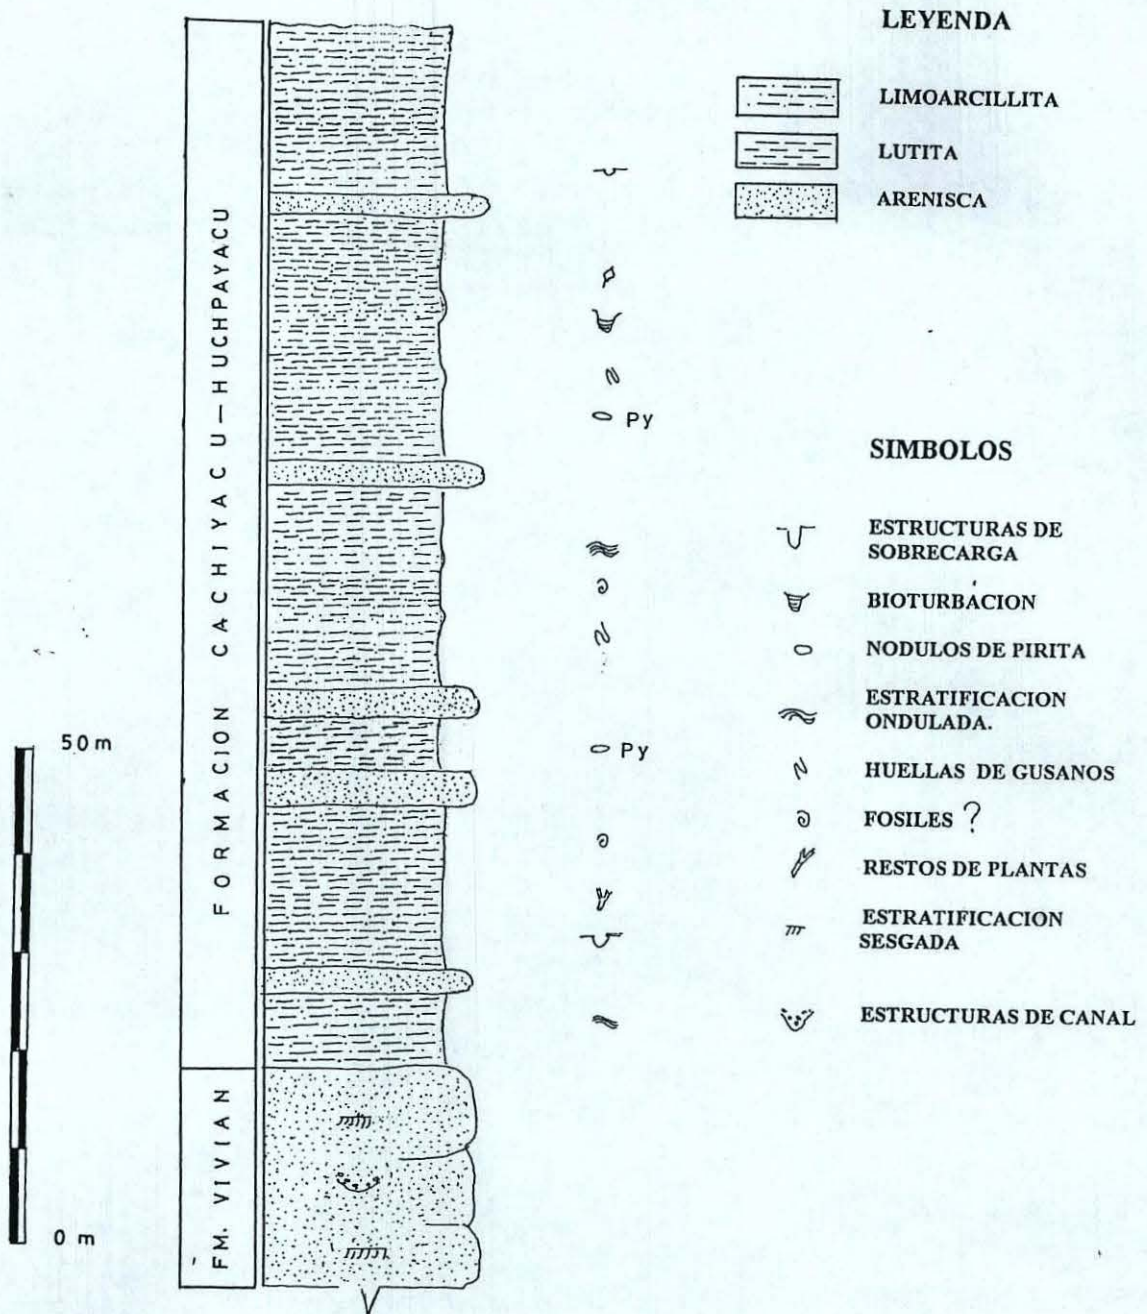 LEYENDA
LIMOARCILLITA
LUTITA
ARENISCA
FORMACION CACHIYACU-HUCHPAYACU
Py
SIMBOLOS
ESTRUCTURAS DE
SOBRECARGA
BIOTURBACION
NODULOS DE PIRITA
ESTRATIFICACION
ONDULADA.
50 m
Py
HUELLAS DE GUSANOS
FOSILES ?
RESTOS DE PLANTAS
ESTRATIFICACION
SESGADA
ESTRUCTURAS DE CANAL
FM. VIVIAN
0 m